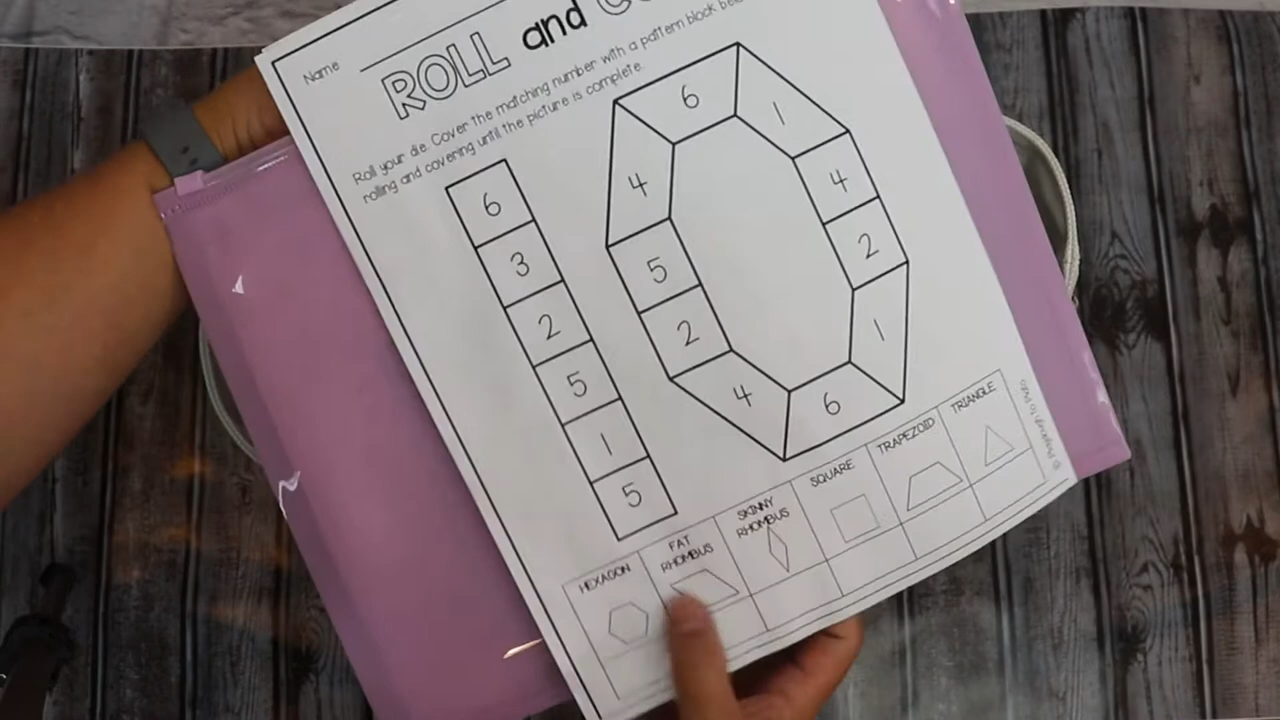 Name
ROLL and
Roll your die. Cover the matching number with a pattern block
rolling and covering until the picture is complete.
6
3
2
5
1
5
6
1
4
4
5
2
2
1
4
6
HEXAGON
FAT
RHOMBUS
SKINNY
RHOMBUS
SQUARE
TRAPEZOID
TRIANGLE